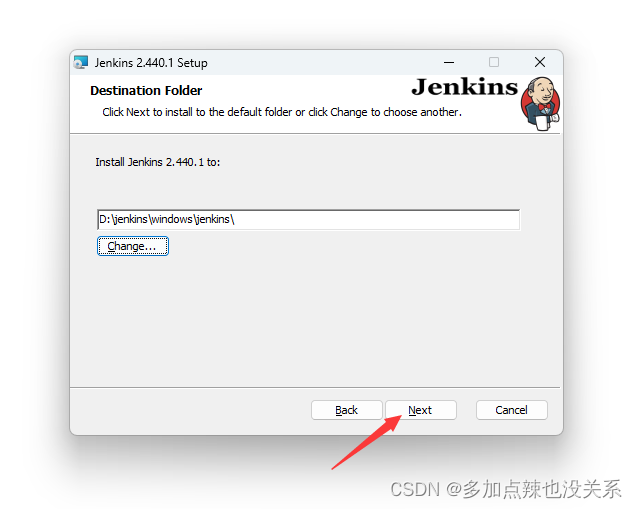 Jenkins 2.440.1 Setup
Destination Folder
Click Next to install to the default folder or click Change to choose another.
Jenkins
Install Jenkins 2.440.1 to:
D:\jenkins\windows\jenkins\
Change...
Back Next Cancel
CSDN @多加点辣也没关系